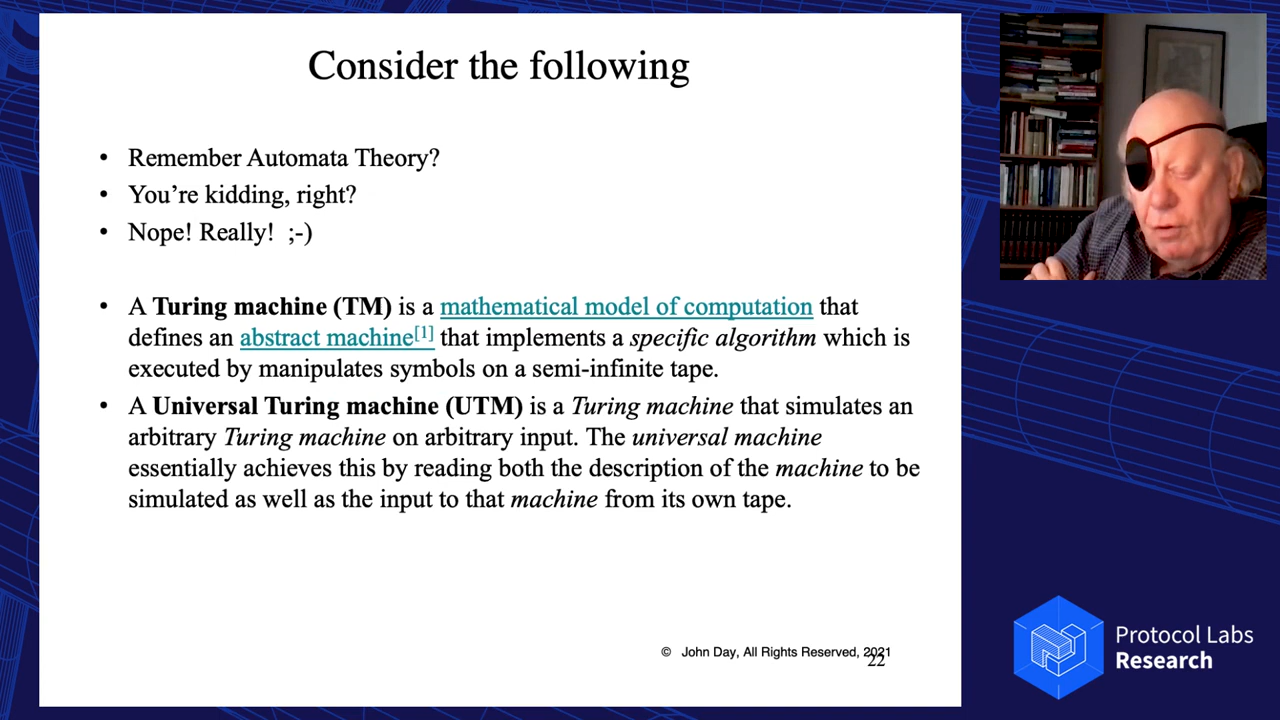 Consider the following
• Remember Automata Theory?
• You’re kidding, right?
• Nope! Really!  ;-)
• A Turing machine (TM) is a mathematical model of computation that
defines an abstract machine[1] that implements a specific algorithm which is
executed by manipulates symbols on a semi-infinite tape.
• A Universal Turing machine (UTM) is a Turing machine that simulates an
arbitrary Turing machine on arbitrary input. The universal machine
essentially achieves this by reading both the description of the machine to be
simulated as well as the input to that machine from its own tape.
© John Day, All Rights Reserved, 2021
22
Protocol Labs
Research